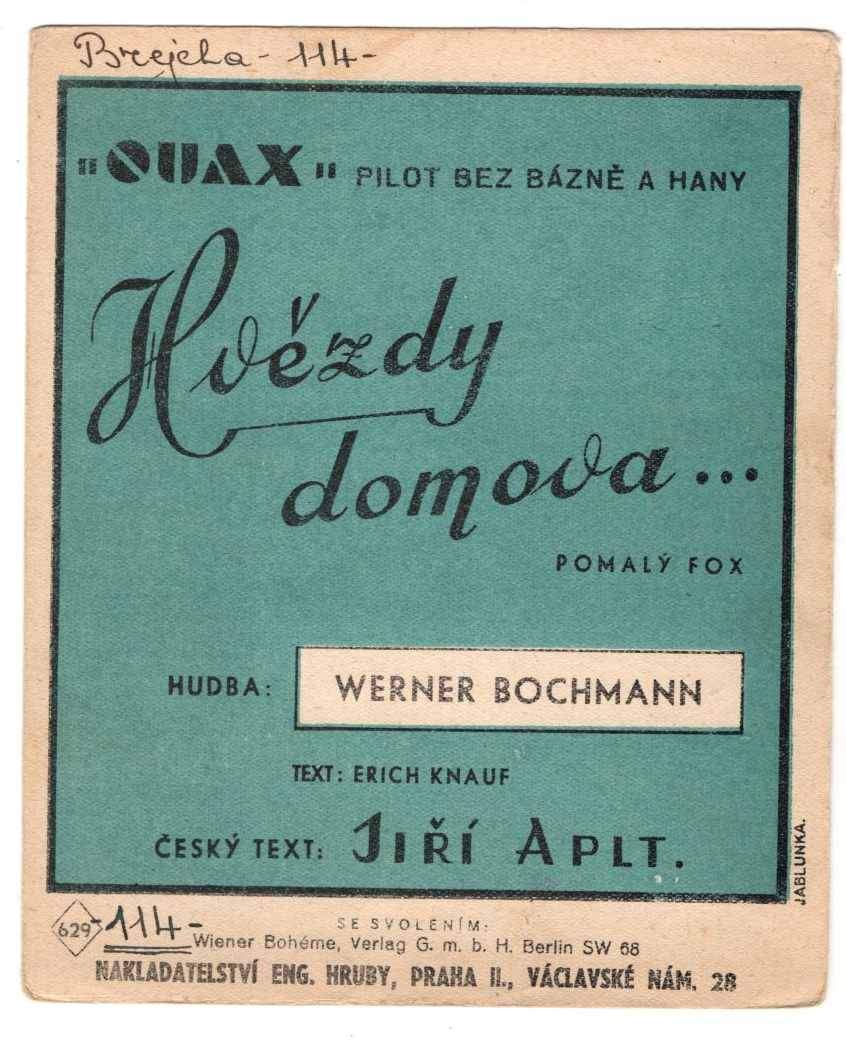 Brejcha - 114 -
"QUAX" PILOT BEZ BÁZNĚ A HANY
Hvězdy
domova...
POMALÝ FOX
HUDBA: WERNER BOCHMANN
TEXT: ERICH KNAUF
ČESKÝ TEXT: JIŘÍ APLT.
JABLUNKA.
629 -114-
SE SVOLENÍM:
Wiener Bohéme, Verlag G. m. b. H. Berlin SW 68
NAKLADATELSTVÍ ENG. HRUBY, PRAHA II., VÁCLAVSKÉ NÁM. 28